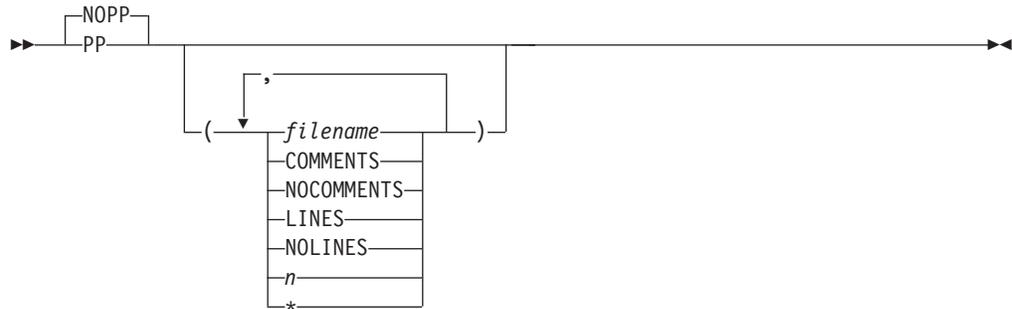 NOPP
PP
,
( filename )
COMMENTS
NOCOMMENTS
LINES
NOLINES
n
*